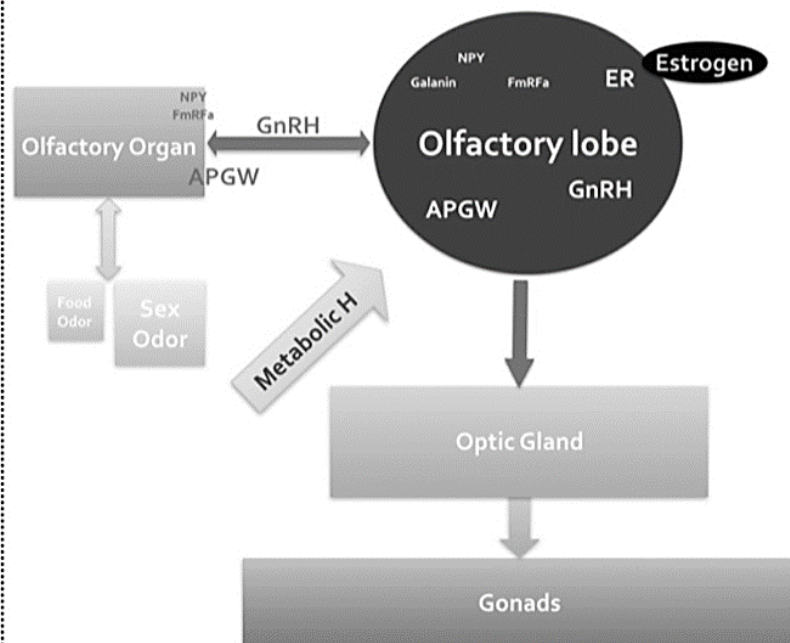 NPY
Galanin
FmRFa
ER
Estrogen
NPY
FmRFa
GnRH
Olfactory Organ
Olfactory lobe
APGW
GnRH
APGW
Food
Odor
Sex
Odor
Metabolic H
Optic Gland
Gonads